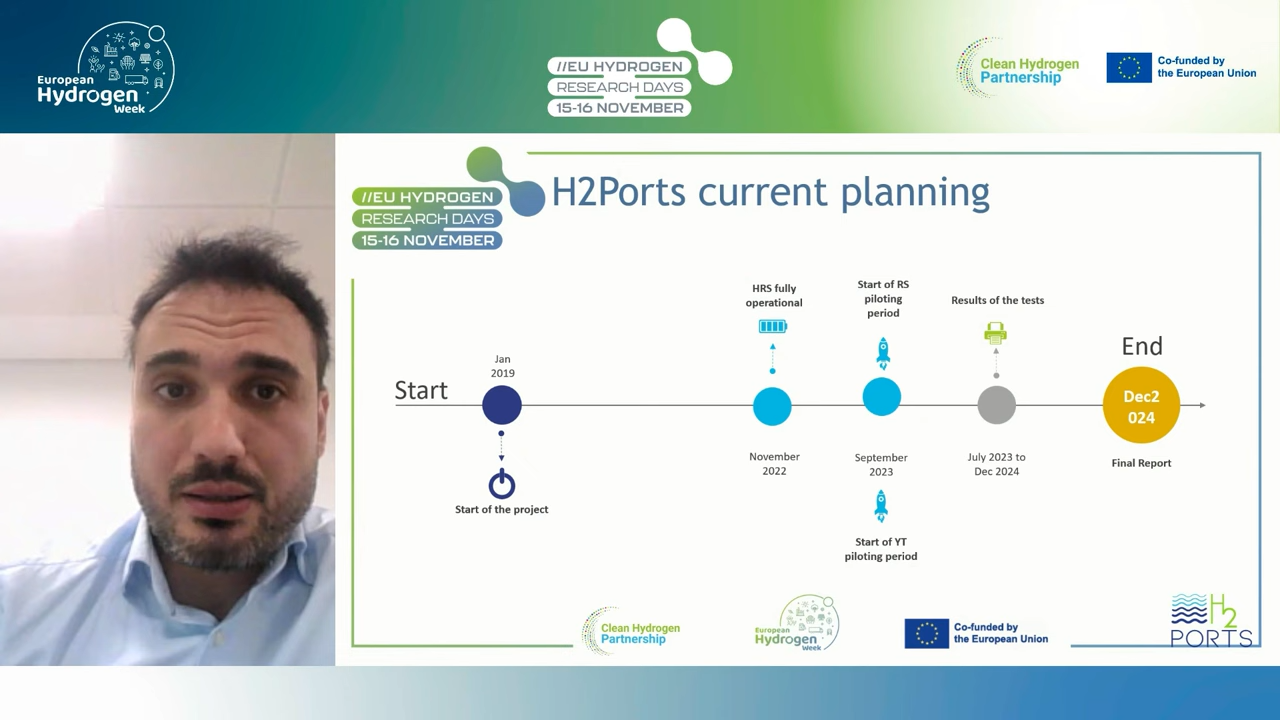 European
Hydrogen
Week
//EU HYDROGEN
RESEARCH DAYS
15-16 NOVEMBER
Clean Hydrogen
Partnership
Co-funded by
the European Union
//EU HYDROGEN
RESEARCH DAYS
15-16 NOVEMBER
H2Ports current planning
HRS fully
operational
Start of RS
piloting
period
Results of the tests
Start
Jan
2019
End
Dec2
024
November
2022
September
2023
July 2023 to
Dec 2024
Final Report
Start of the project
Start of YT
piloting period
Clean Hydrogen
Partnership
European
Hydrogen
Week
Co-funded by
the European Union
H2
PORTS